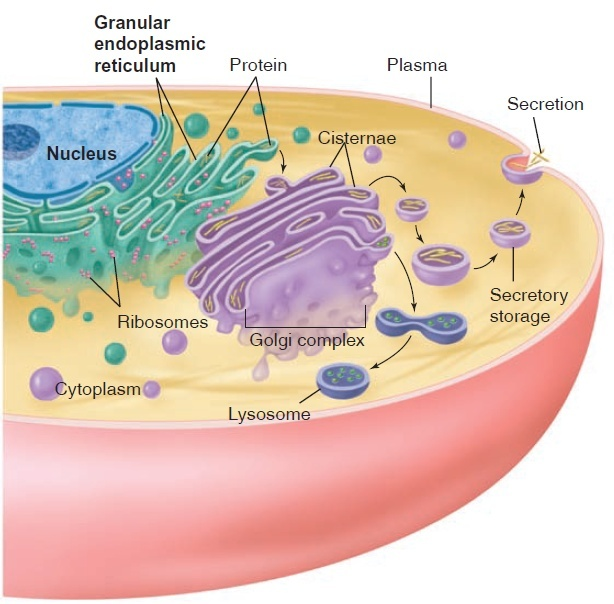 Granular
endoplasmic
reticulum
Protein
Plasma
Secretion
Cisternae
Nucleus
Secretory
storage
Ribosomes
Golgi complex
Cytoplasm
Lysosome